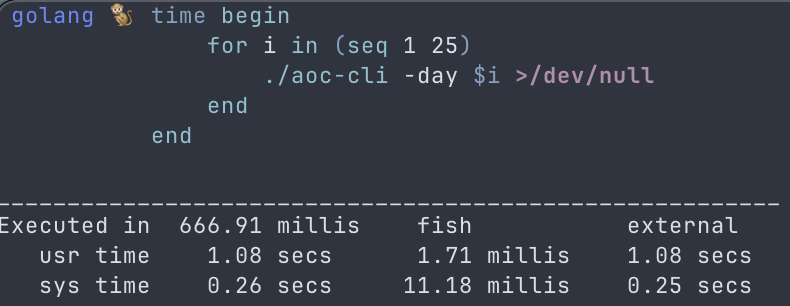 golang 🐒 time begin
for i in (seq 1 25)
./aoc-cli -day $i >/dev/null
end
end
________________________________________________________
Executed in 666.91 millis fish external
usr time 1.08 secs 1.71 millis 1.08 secs
sys time 0.26 secs 11.18 millis 0.25 secs